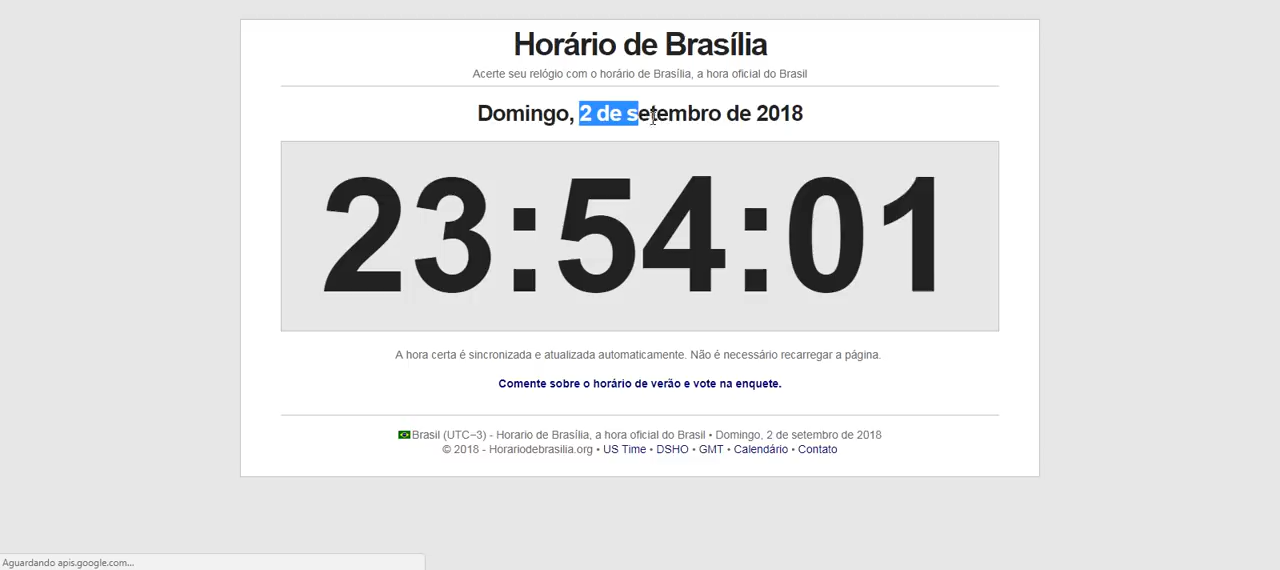 Horário de Brasília
Acerte seu relógio com o horário de Brasília, a hora oficial do Brasil
Domingo, 2 de setembro de 2018
23:54:01
A hora certa é sincronizada e atualizada automaticamente. Não é necessário recarregar a página.
Comente sobre o horário de verão e vote na enquete.
Brasil (UTC−3) - Horario de Brasília, a hora oficial do Brasil • Domingo, 2 de setembro de 2018
© 2018 - Horariodebrasilia.org • US Time • DSHO • GMT • Calendário • Contato
Aguardando apis.google.com...